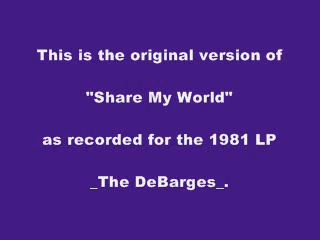 This is the original version of
"Share My World"
as recorded for the 1981 LP
_The DeBarges_.